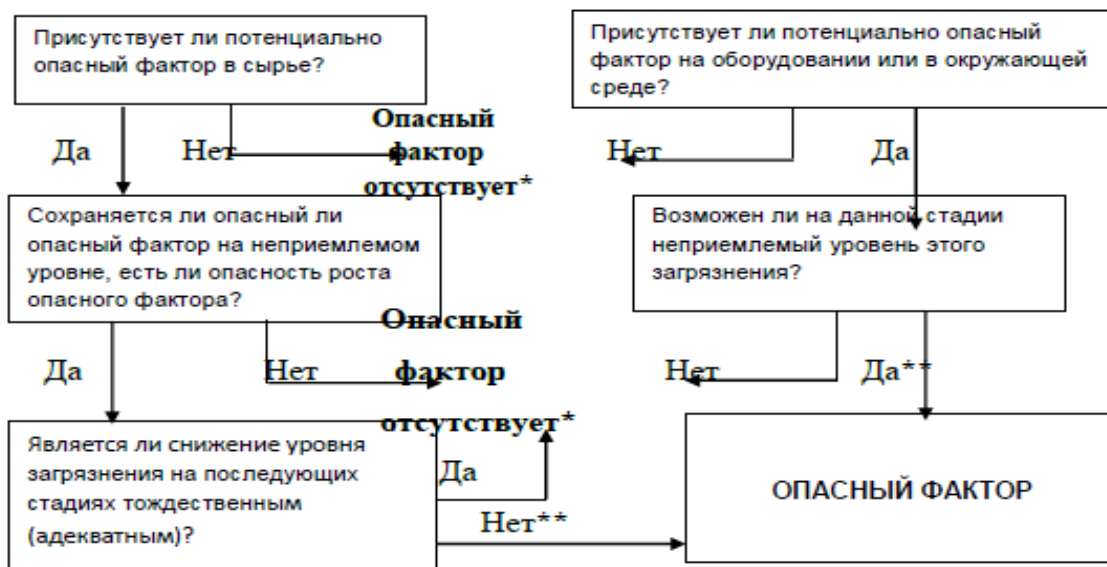 Присутствует ли потенциально
опасный фактор в сырье?
Присутствует ли потенциально опасный
фактор на оборудовании или в окружающей
среде?
Да
Нет
Опасный
фактор
отсутствует*
Нет
Да
Сохраняется ли опасный ли
опасный фактор на неприемлемом
уровне, есть ли опасность роста
опасного фактора?
Возможен ли на данной стадии
неприемлемый уровень этого
загрязнения?
Да
Нет
Опасный
фактор
отсутствует*
Нет
Да**
Является ли снижение уровня
загрязнения на последующих
стадиях тождественным
(адекватным)?
Да
Нет**
ОПАСНЫЙ ФАКТОР